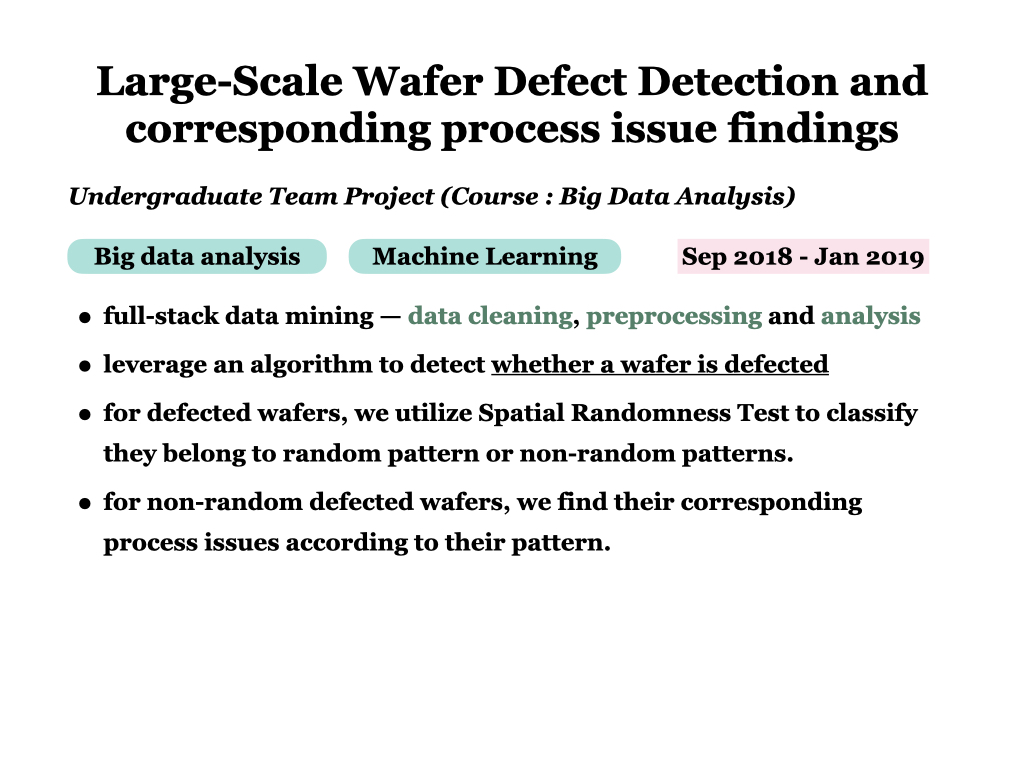 Large-Scale Wafer Defect Detection and
corresponding process issue findings
Undergraduate Team Project (Course : Big Data Analysis)
Big data analysis
Machine Learning
Sep 2018 - Jan 2019
• full-stack data mining — data cleaning, preprocessing and analysis
• leverage an algorithm to detect whether a wafer is defected
• for defected wafers, we utilize Spatial Randomness Test to classify
they belong to random pattern or non-random patterns.
• for non-random defected wafers, we find their corresponding
process issues according to their pattern.